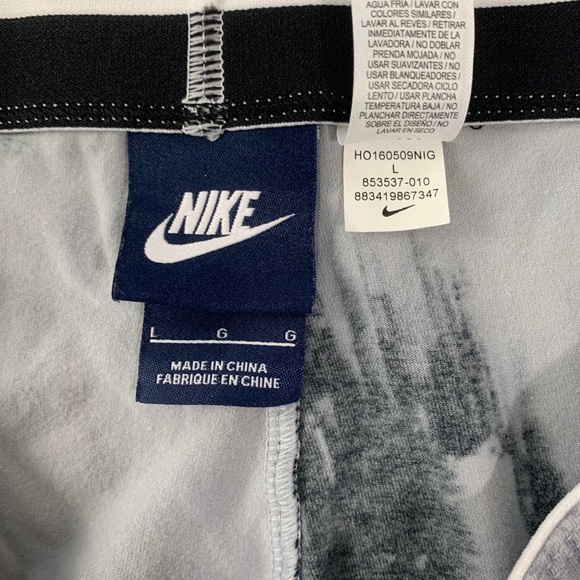 AGUA FRIA / LAVAR CON
COLORES SIMILARES /
LAVAR AL REVES / RETIRAR
INMEDIATAMENTE DE LA
LAVADORA / NO DOBLAR
PRENDA MOJADA / NO
USAR SUAVIZANTES / NO
USAR BLANQUEADORES /
USAR SECADORA CICLO
LENTO / USAR PLANCHA
TEMPERATURA BAJA / NO
PLANCHAR DIRECTAMENTE
SOBRE EL DISEÑO / NO
LAVAR EN SECO
HO160509NIG
L
853537-010
883419867347
NIKE
L G G
MADE IN CHINA
FABRIQUE EN CHINE